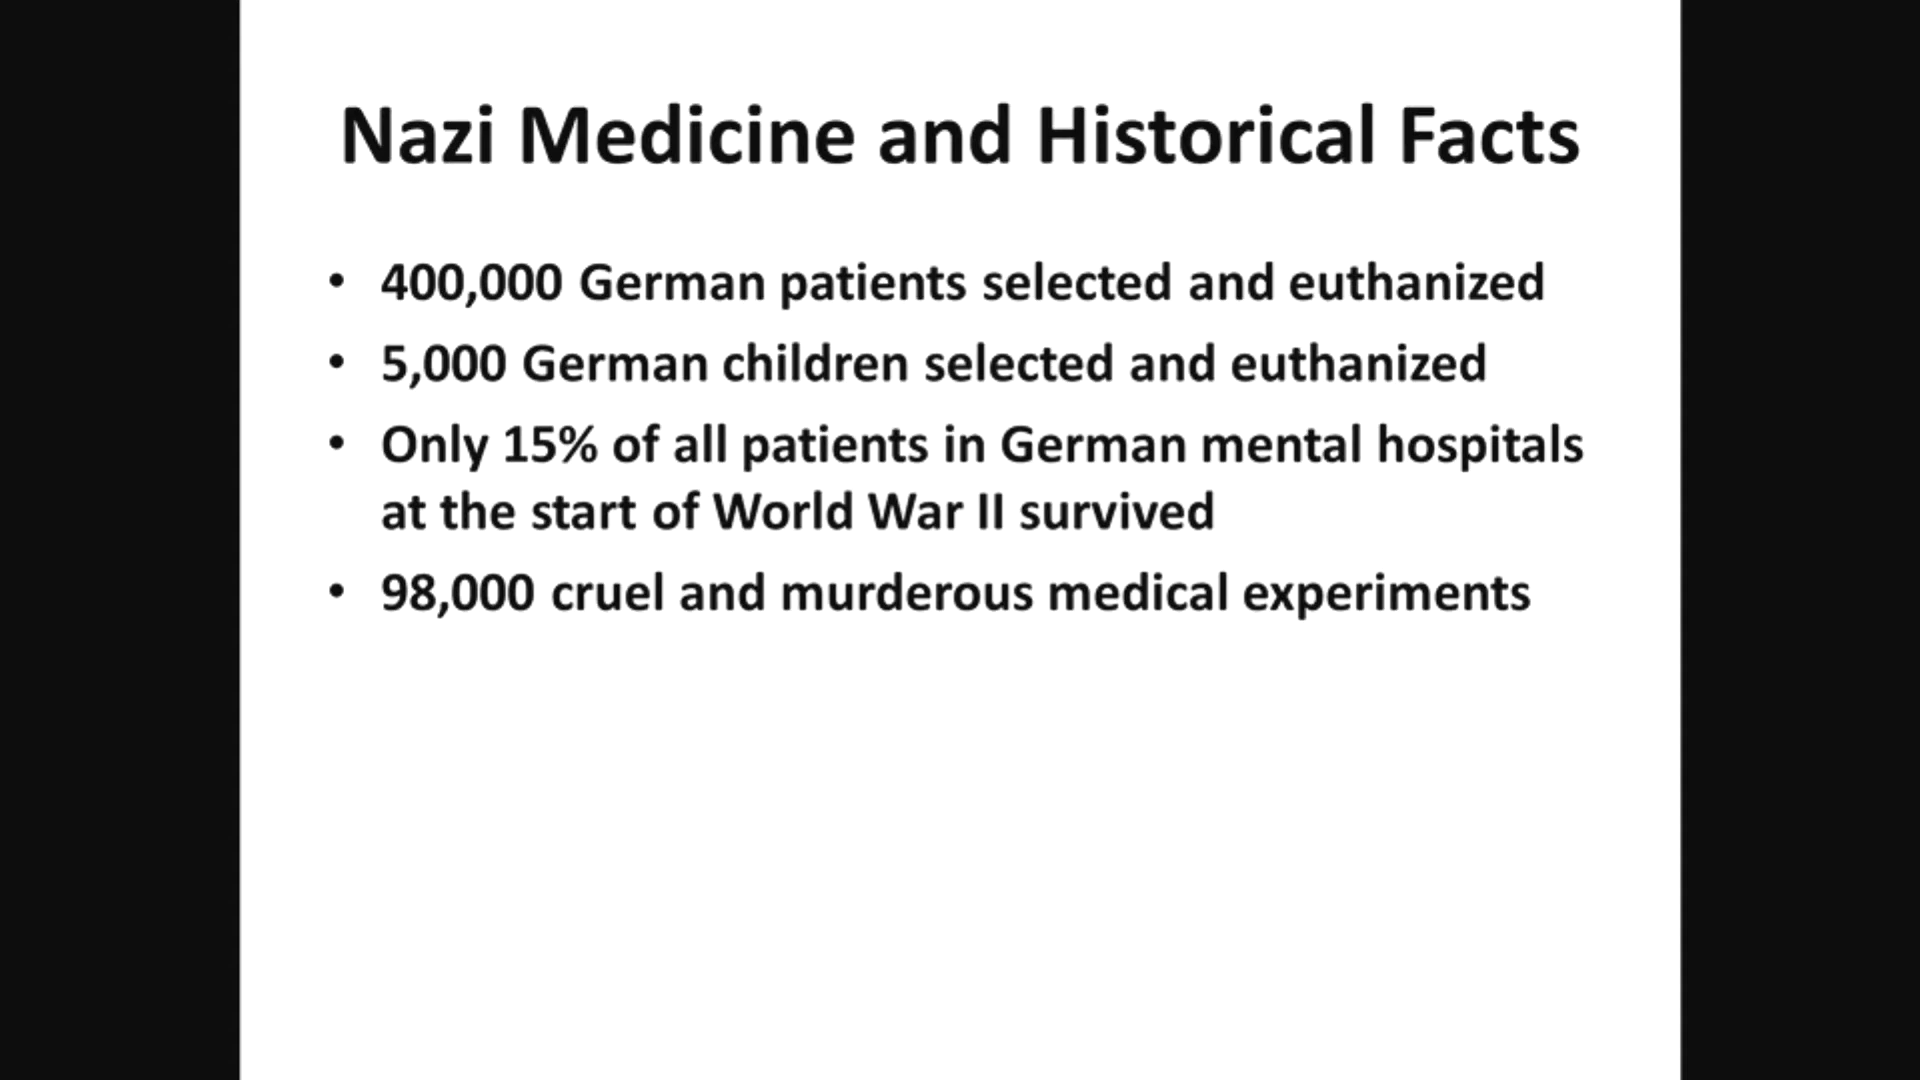 Nazi Medicine and Historical Facts
• 400,000 German patients selected and euthanized
• 5,000 German children selected and euthanized
• Only 15% of all patients in German mental hospitals
at the start of World War II survived
• 98,000 cruel and murderous medical experiments